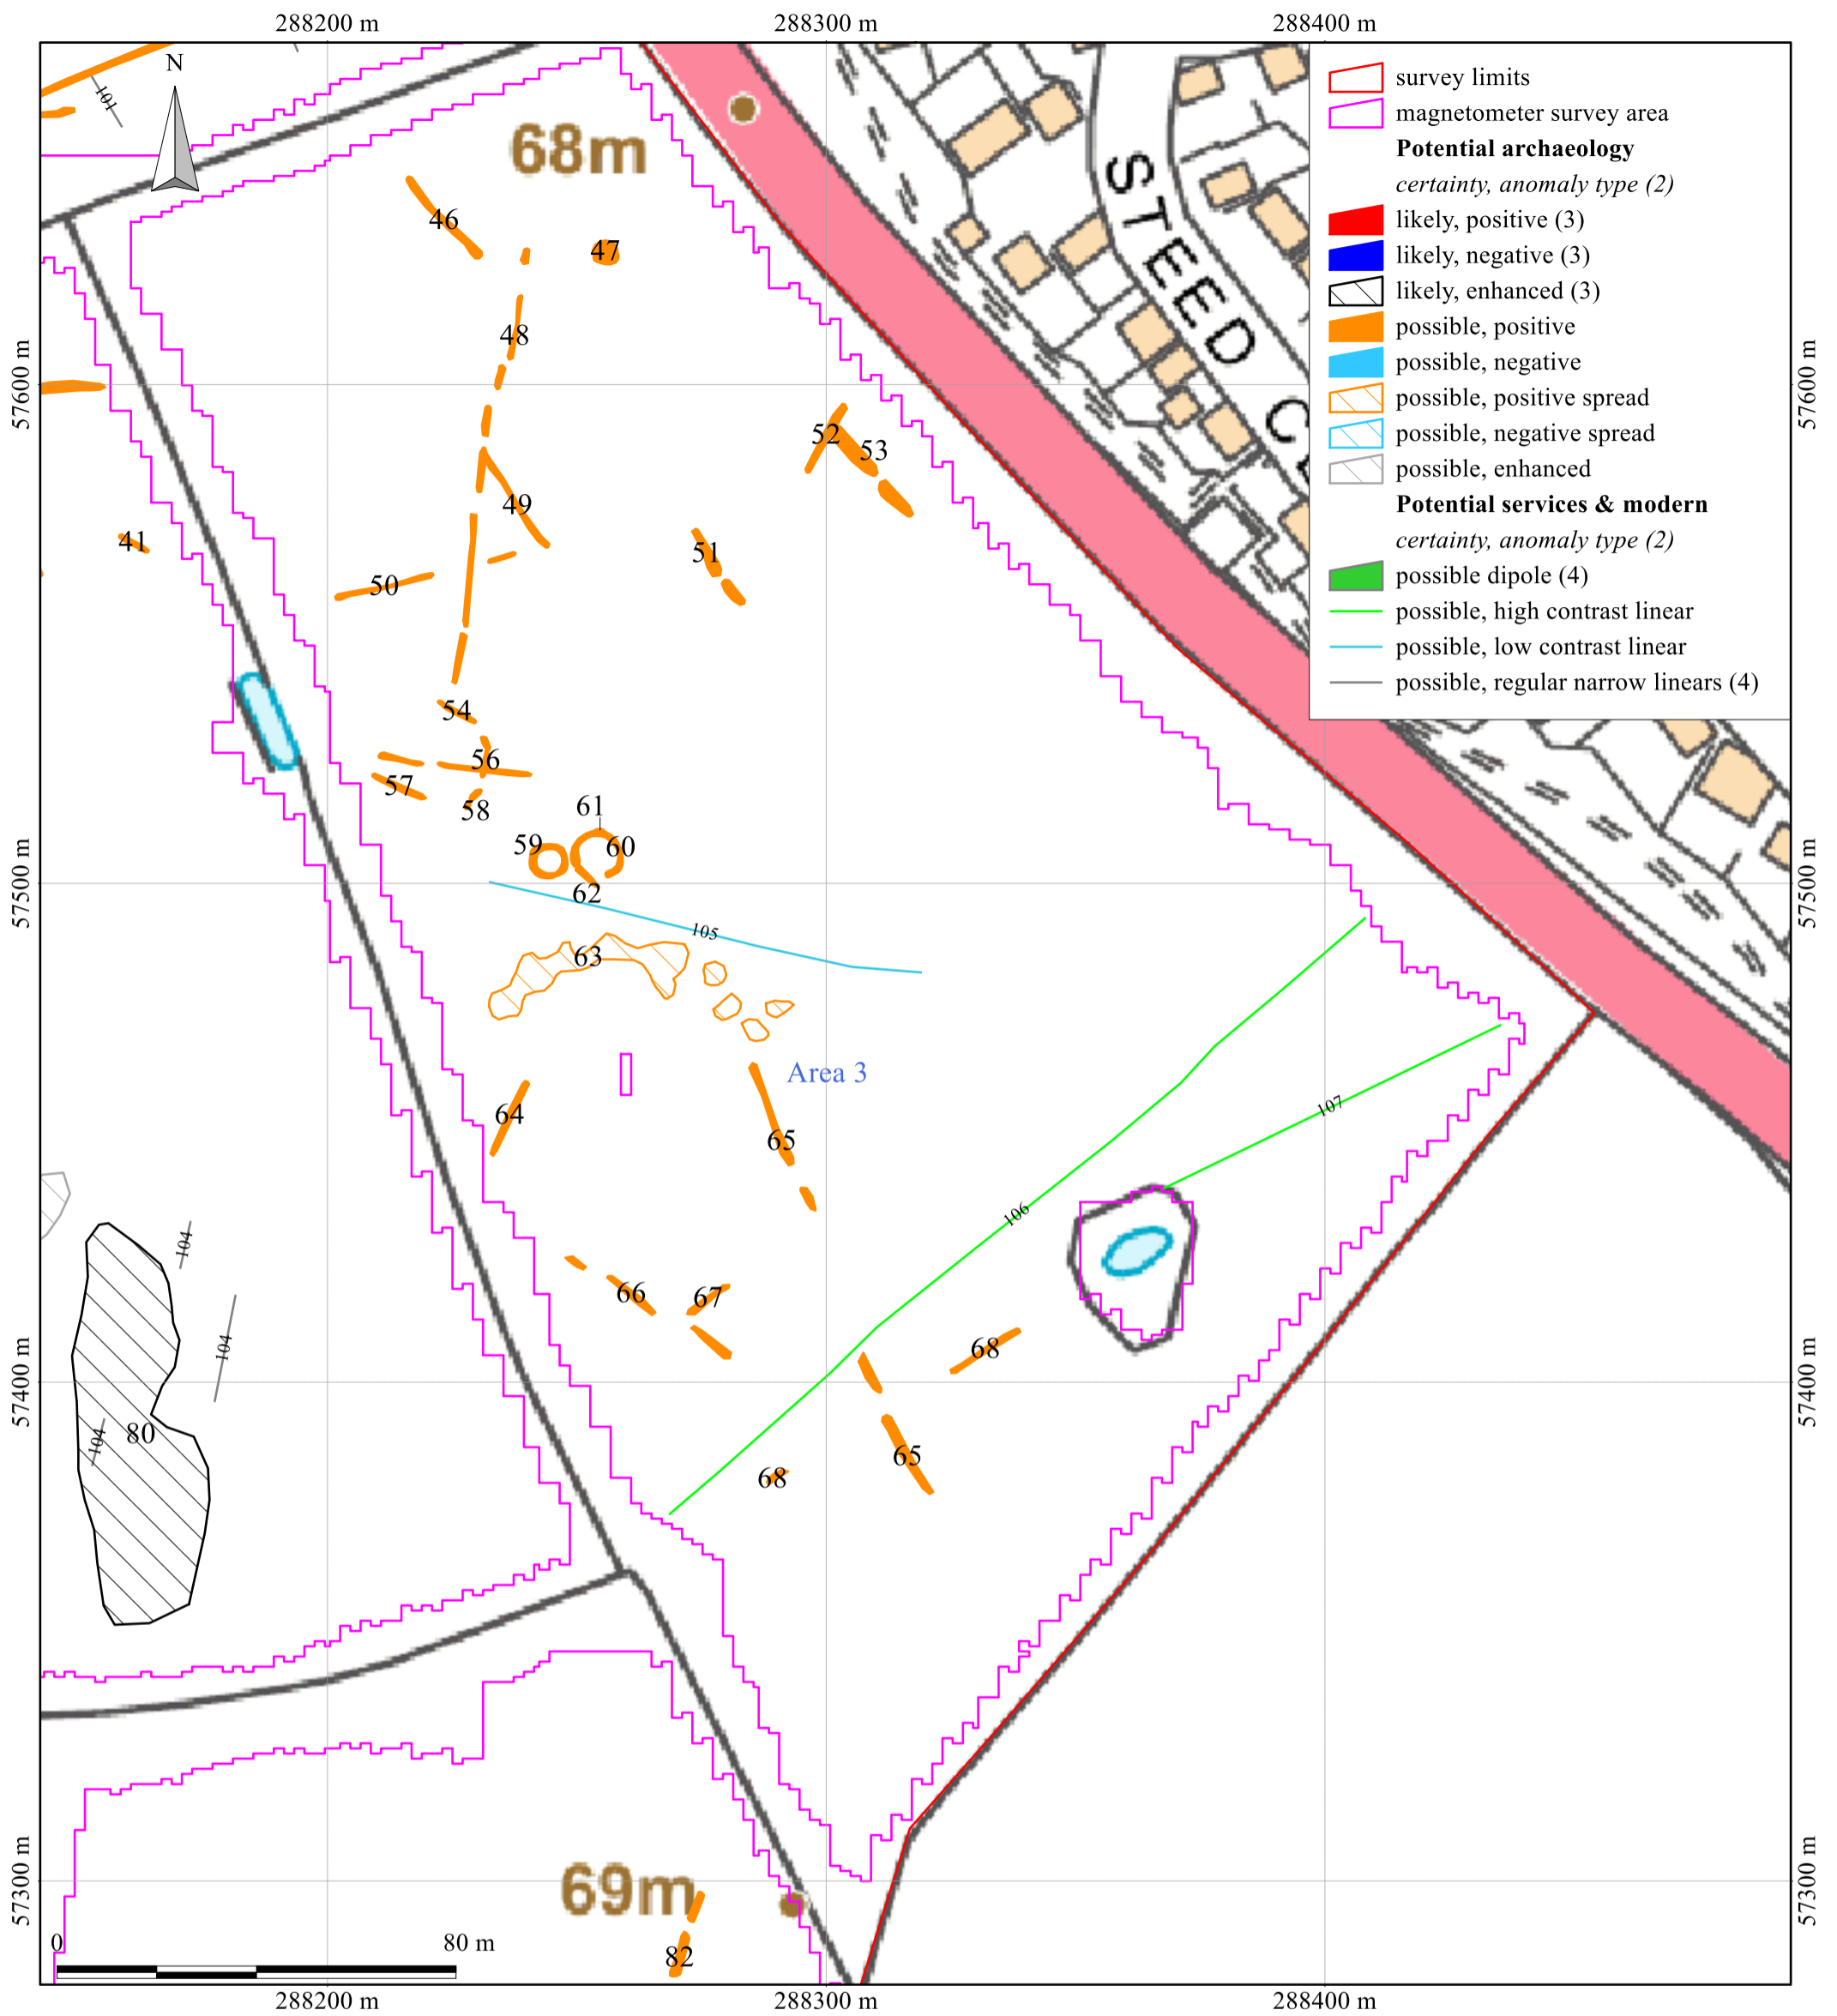 288200 m
288300 m
288400 m
N
101
68m
STEED
survey limits
magnetometer survey area
Potential archaeology
certainty, anomaly type (2)
likely, positive (3)
likely, negative (3)
likely, enhanced (3)
possible, positive
possible, negative
possible, positive spread
possible, negative spread
possible, enhanced
Potential services & modern
certainty, anomaly type (2)
possible dipole (4)
possible, high contrast linear
possible, low contrast linear
possible, regular narrow linears (4)
46
47
48
57600 m
57600 m
52
53
49
41
51
50
54
56
57
58
61
59
60
62
57500 m
57500 m
105
63
Area 3
64
65
107
106
104
66
67
104
68
57400 m
57400 m
80
104
65
68
69m
57300 m
57300 m
82
0
80 m
288200 m
288300 m
288400 m